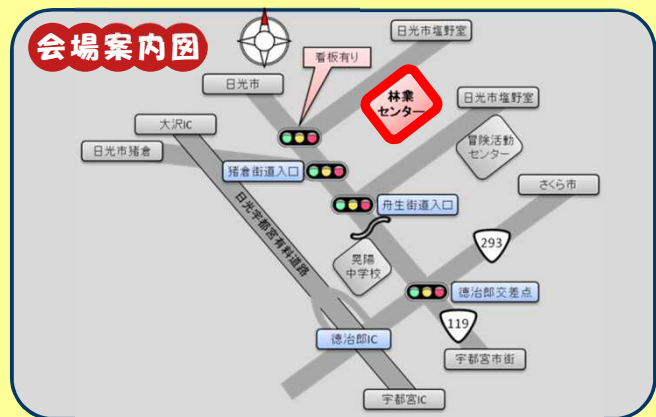 会場案内図
看板有り
日光市塩野室
日光市
林業
センター
日光市塩野室
大沢IC
冒険活動
センター
日光市猪倉
猪倉街道入口
さくら市
舟生街道入口
日光宇都宮有料道路
293
晃陽
中学校
徳治郎交差点
119
徳治郎IC
宇都宮市街
宇都宮IC